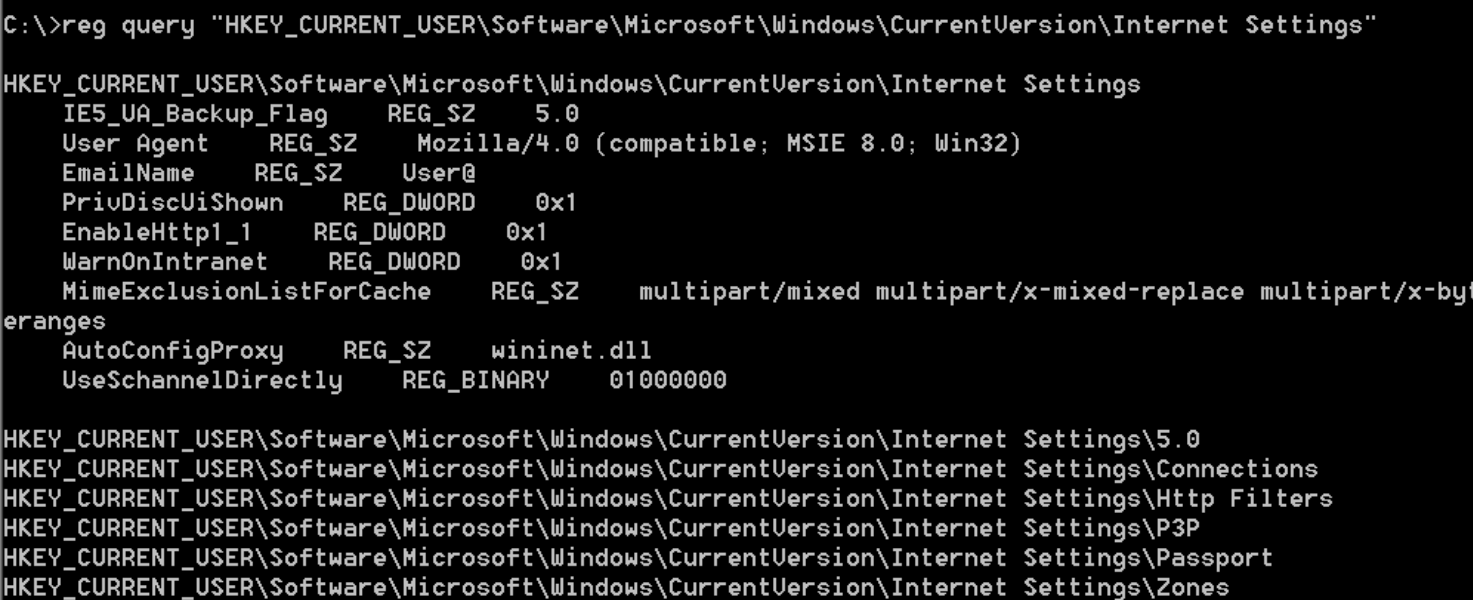 C:\>reg query "HKEY_CURRENT_USER\Software\Microsoft\Windows\CurrentVersion\Internet Settings"
HKEY_CURRENT_USER\Software\Microsoft\Windows\CurrentVersion\Internet Settings
IE5_UA_Backup_Flag    REG_SZ    5.0
User Agent    REG_SZ    Mozilla/4.0 (compatible; MSIE 8.0; Win32)
EmailName    REG_SZ    User@
PrivDiscUiShown    REG_DWORD    0x1
EnableHttp1_1    REG_DWORD    0x1
WarnOnIntranet    REG_DWORD    0x1
MimeExclusionListForCache    REG_SZ    multipart/mixed multipart/x-mixed-replace multipart/x-byt
eranges
AutoConfigProxy    REG_SZ    wininet.dll
UseSchannelDirectly    REG_BINARY    01000000
HKEY_CURRENT_USER\Software\Microsoft\Windows\CurrentVersion\Internet Settings\5.0
HKEY_CURRENT_USER\Software\Microsoft\Windows\CurrentVersion\Internet Settings\Connections
HKEY_CURRENT_USER\Software\Microsoft\Windows\CurrentVersion\Internet Settings\Http Filters
HKEY_CURRENT_USER\Software\Microsoft\Windows\CurrentVersion\Internet Settings\P3P
HKEY_CURRENT_USER\Software\Microsoft\Windows\CurrentVersion\Internet Settings\Passport
HKEY_CURRENT_USER\Software\Microsoft\Windows\CurrentVersion\Internet Settings\Zones